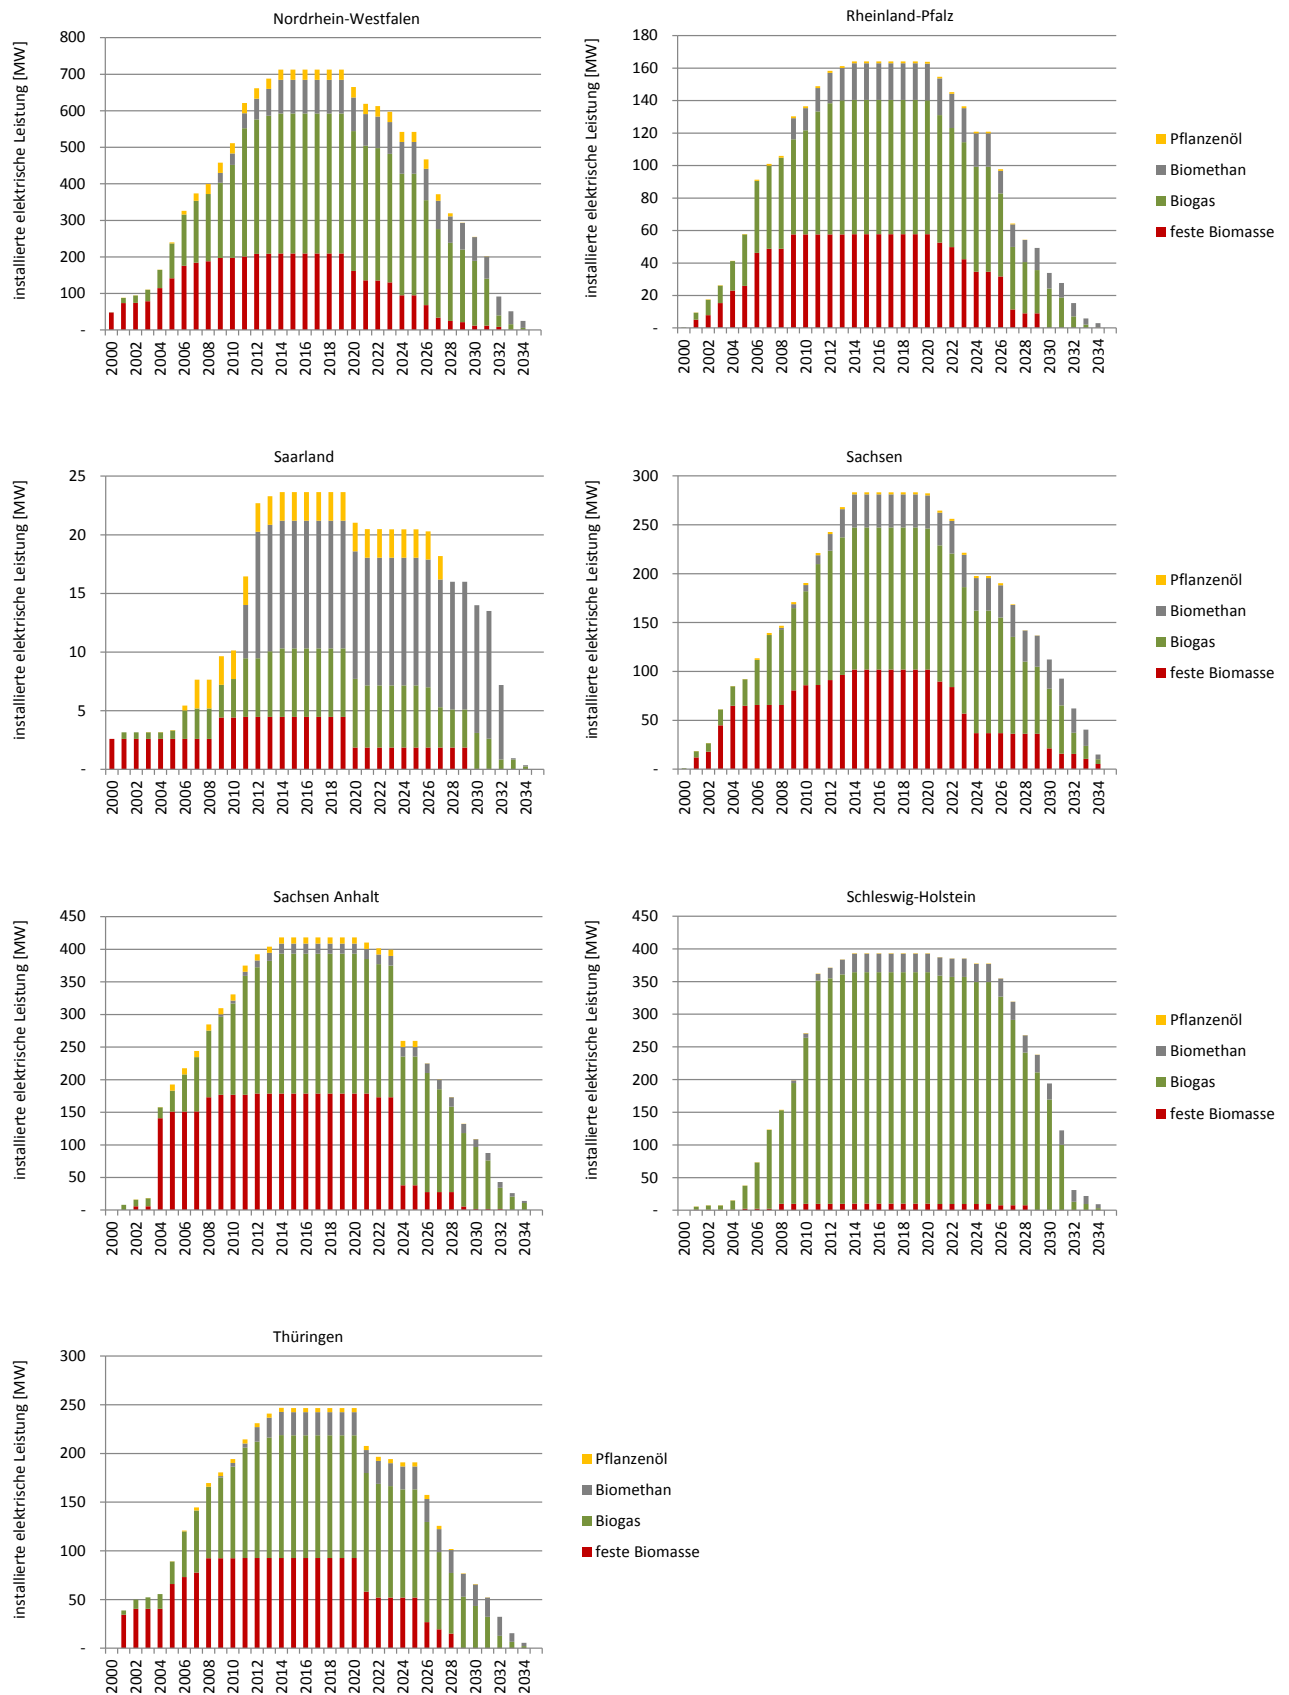 Nordrhein-Westfalen
installierte elektrische Leistung [MW]
800
700
600
500
400
300
200
100
-
2000 2002 2004 2006 2008 2010 2012 2014 2016 2018 2020 2022 2024 2026 2028 2030 2032 2034
Rheinland-Pfalz
installierte elektrische Leistung [MW]
180
160
140
120
100
80
60
40
20
-
2000 2002 2004 2006 2008 2010 2012 2014 2016 2018 2020 2022 2024 2026 2028 2030 2032 2034
Pflanzenöl
Biomethan
Biogas
feste Biomasse
Saarland
installierte elektrische Leistung [MW]
25
20
15
10
5
-
2000 2002 2004 2006 2008 2010 2012 2014 2016 2018 2020 2022 2024 2026 2028 2030 2032 2034
Sachsen
installierte elektrische Leistung [MW]
300
250
200
150
100
50
-
2000 2002 2004 2006 2008 2010 2012 2014 2016 2018 2020 2022 2024 2026 2028 2030 2032 2034
Pflanzenöl
Biomethan
Biogas
feste Biomasse
Sachsen Anhalt
installierte elektrische Leistung [MW]
450
400
350
300
250
200
150
100
50
-
2000 2002 2004 2006 2008 2010 2012 2014 2016 2018 2020 2022 2024 2026 2028 2030 2032 2034
Schleswig-Holstein
installierte elektrische Leistung [MW]
450
400
350
300
250
200
150
100
50
-
2000 2002 2004 2006 2008 2010 2012 2014 2016 2018 2020 2022 2024 2026 2028 2030 2032 2034
Pflanzenöl
Biomethan
Biogas
feste Biomasse
Thüringen
installierte elektrische Leistung [MW]
300
250
200
150
100
50
-
2000 2002 2004 2006 2008 2010 2012 2014 2016 2018 2020 2022 2024 2026 2028 2030 2032 2034
Pflanzenöl
Biomethan
Biogas
feste Biomasse